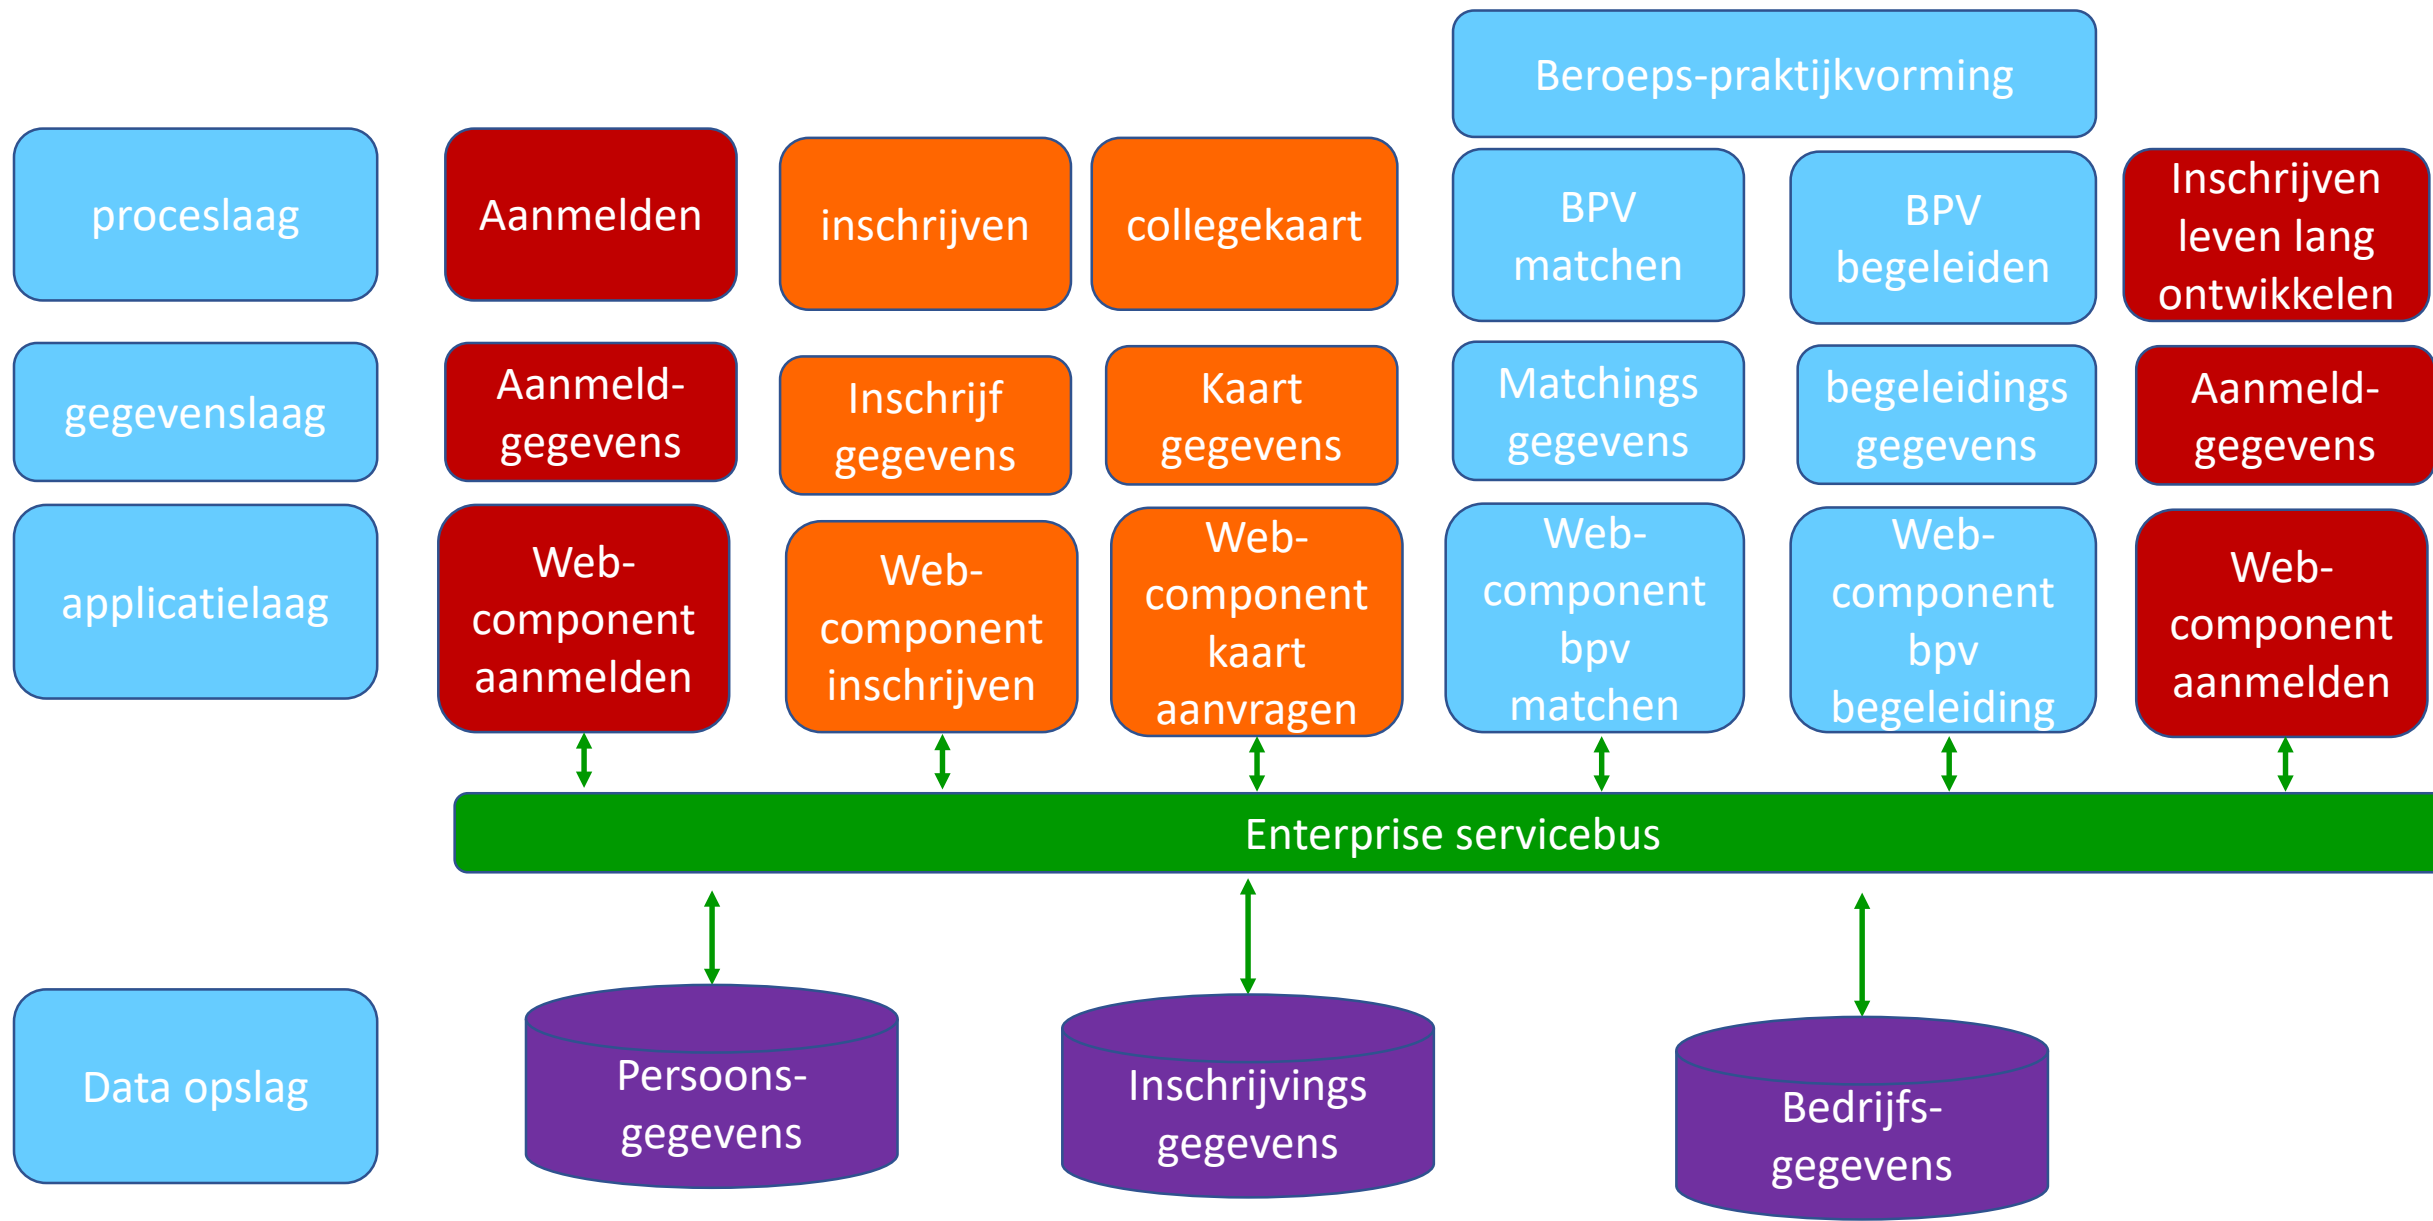 Beroeps-praktijkvorming
proceslaag
Aanmelden
inschrijven
collegekaart
BPV
matchen
BPV
begeleiden
Inschrijven
leven lang
ontwikkelen
gegevenslaag
Aanmeld-
gegevens
Inschrijf
gegevens
Kaart
gegevens
Matchings
gegevens
begeleidings
gegevens
Aanmeld-
gegevens
applicatielaag
Web-
component
aanmelden
Web-
component
inschrijven
Web-
component
kaart
aanvragen
Web-
component
bpv
matchen
Web-
component
bpv
begeleiding
Web-
component
aanmelden
Enterprise servicebus
Data opslag
Persoons-
gegevens
Inschrijvings
gegevens
Bedrijfs-
gegevens